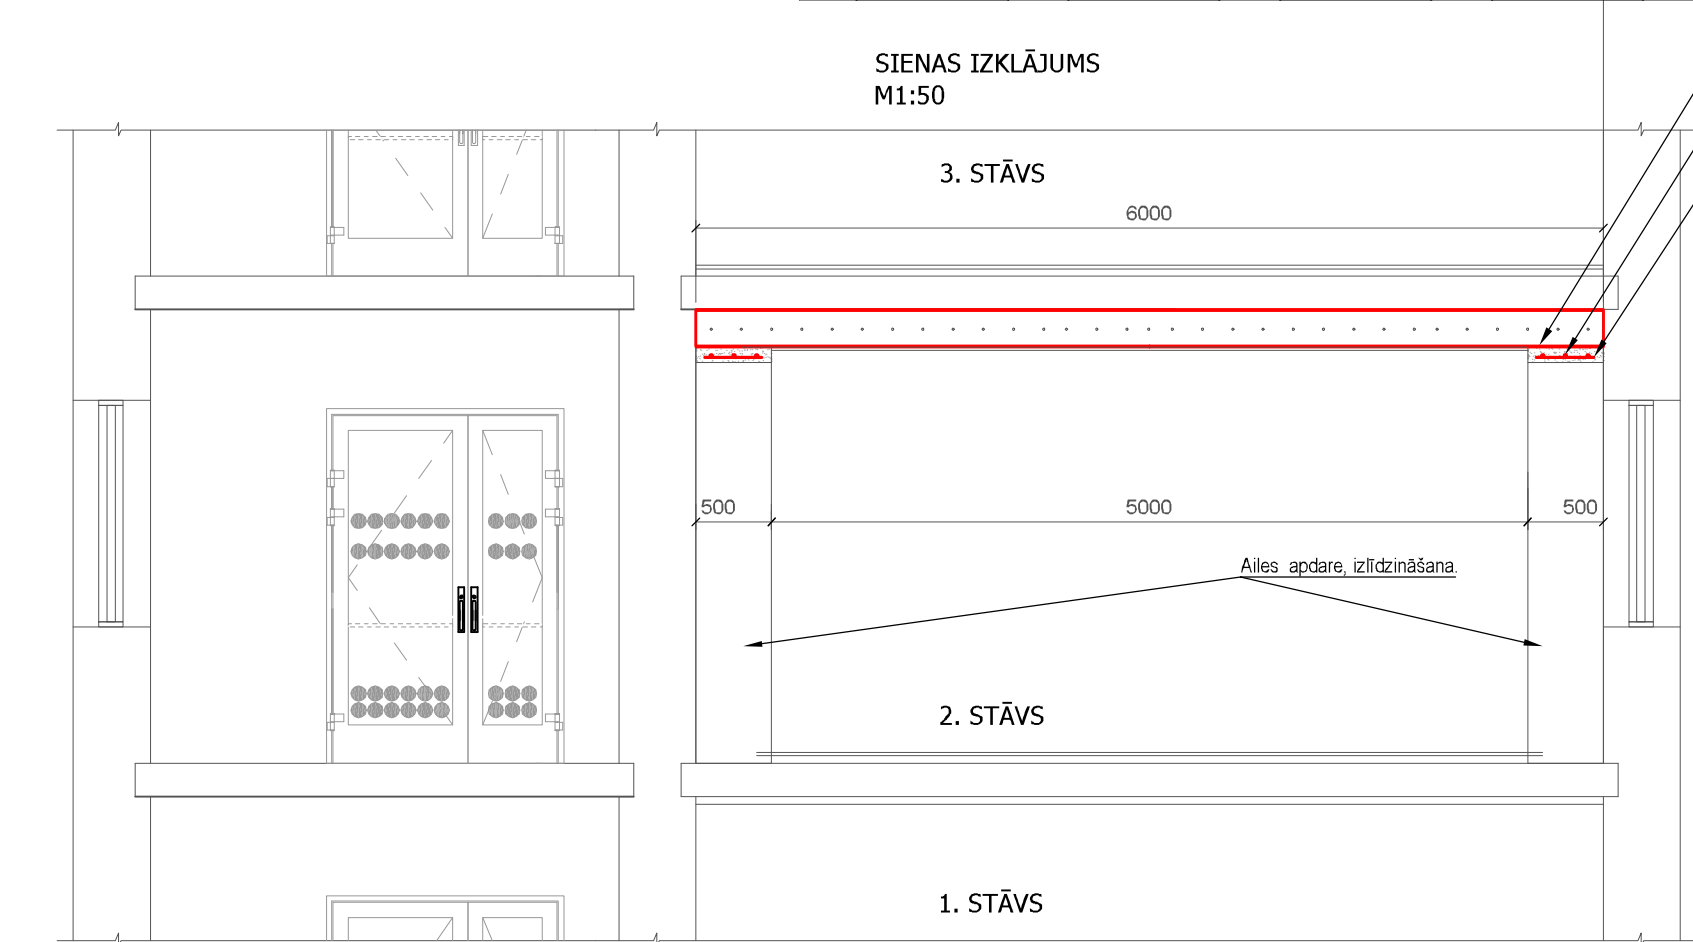 SIENAS IZKLĀJUMS
M1:50
3. STĀVS
6000
500
5000
500
Ailes apdare, izlīdzināšana.
2. STĀVS
1. STĀVS